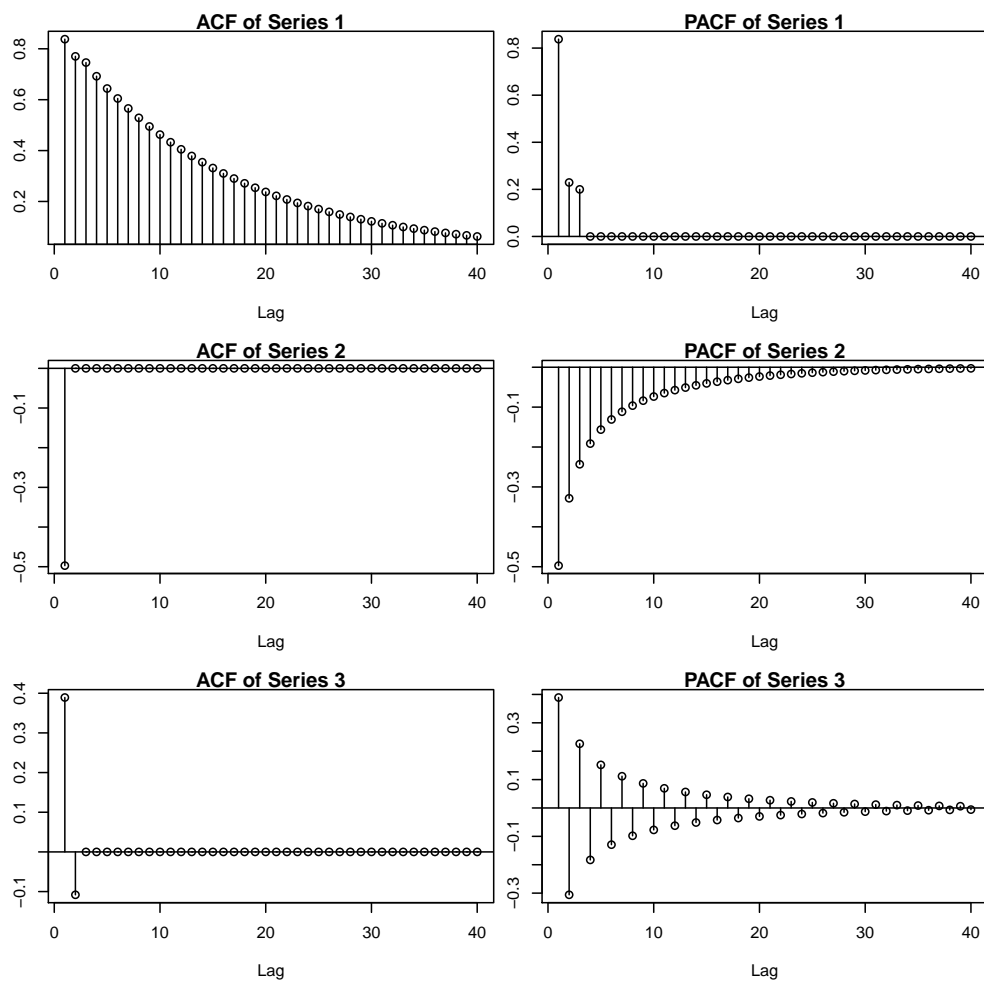 ACF of Series 1
0.2 0.4 0.6 0.8
0 10 20 30 40
Lag
PACF of Series 1
0.0 0.2 0.4 0.6 0.8
0 10 20 30 40
Lag
ACF of Series 2
−0.5 −0.3 −0.1
0 10 20 30 40
Lag
PACF of Series 2
−0.5 −0.3 −0.1
0 10 20 30 40
Lag
ACF of Series 3
−0.1 0.1 0.2 0.3 0.4
0 10 20 30 40
Lag
PACF of Series 3
−0.3 −0.1 0.1 0.3
0 10 20 30 40
Lag